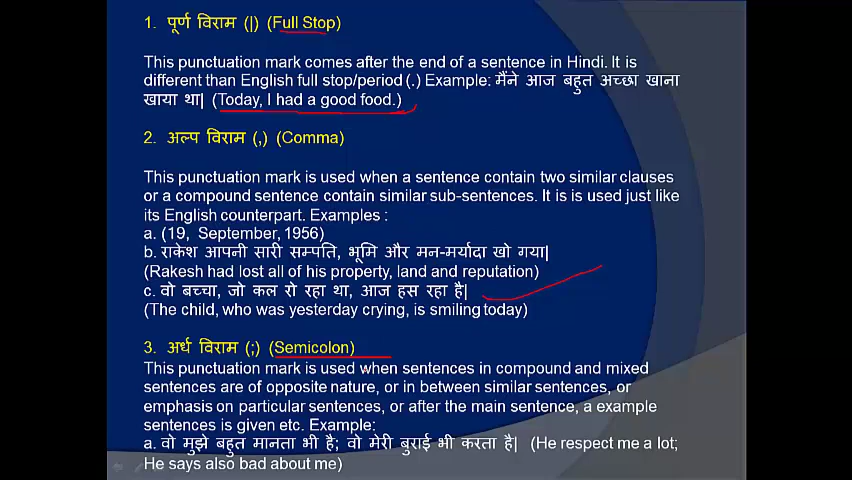 1. पूर्ण विराम (|) (Full Stop)
This punctuation mark comes after the end of a sentence in Hindi. It is
different than English full stop/period (.) Example: मैंने आज बहुत अच्छा खाना
खाया था| (Today, I had a good food.)
2. अल्प विराम (,) (Comma)
This punctuation mark is used when a sentence contain two similar clauses
or a compound sentence contain similar sub-sentences. It is is used just like
its English counterpart. Examples :
a. (19, September, 1956)
b. राकेश आपनी सारी सम्पति, भूमि और मन-मर्यादा खो गया|
(Rakesh had lost all of his property, land and reputation)
c. वो बच्चा, जो कल रो रहा था, आज हस रहा है|
(The child, who was yesterday crying, is smiling today)
3. अर्ध विराम (;) (Semicolon)
This punctuation mark is used when sentences in compound and mixed
sentences are of opposite nature, or in between similar sentences, or
emphasis on particular sentences, or after the main sentence, a example
sentences is given etc. Example:
a. वो मुझे बहुत मानता भी है; वो मेरी बुराई भी करता है| (He respect me a lot;
He says also bad about me)